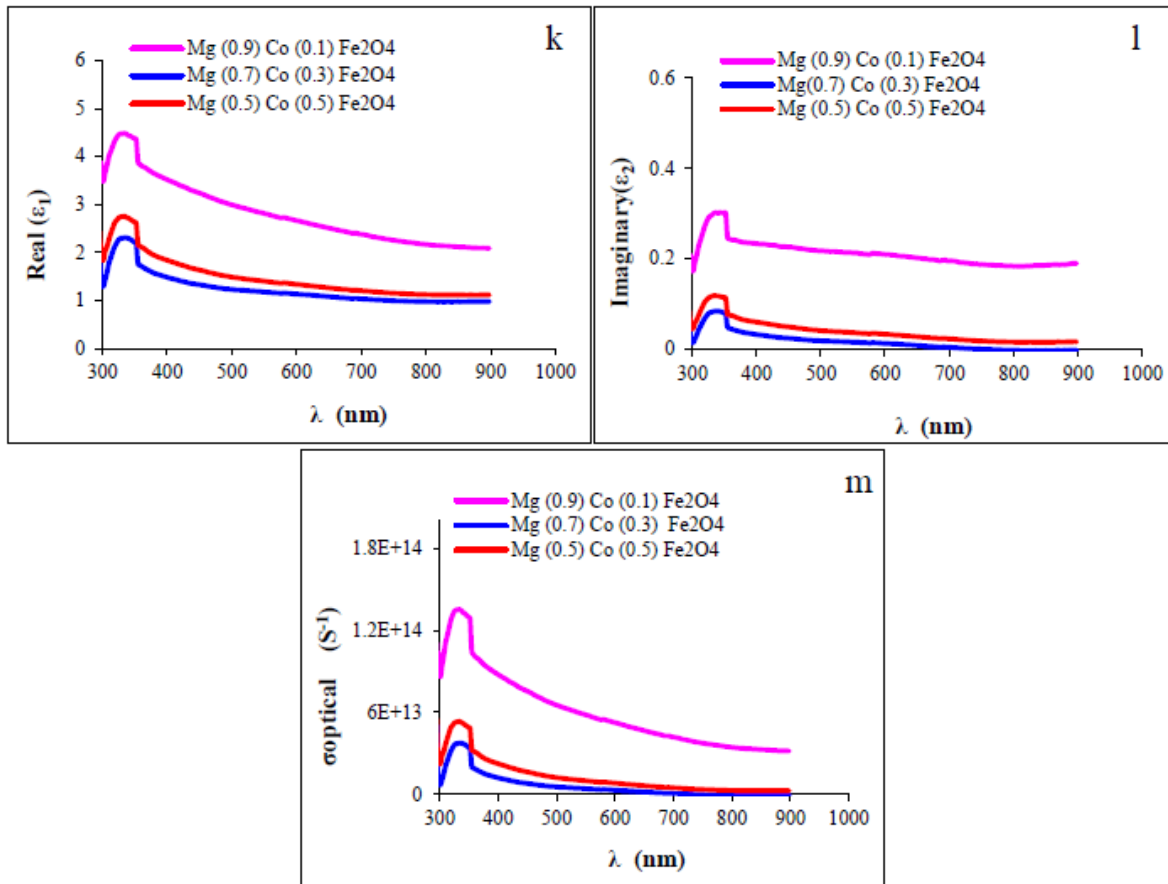 k
Mg (0.9) Co (0.1) Fe2O4
Mg (0.7) Co (0.3) Fe2O4
Mg (0.5) Co (0.5) Fe2O4
6
5
4
3
2
1
0
Real (ε1)
300 400 500 600 700 800 900 1000
λ (nm)
l
Mg (0.9) Co (0.1) Fe2O4
Mg(0.7) Co (0.3) Fe2O4
Mg (0.5) Co (0.5) Fe2O4
0.6
0.4
0.2
0
Imaginary(ε2)
300 400 500 600 700 800 900 1000
λ (nm)
m
Mg (0.9) Co (0.1) Fe2O4
Mg (0.7) Co (0.3) Fe2O4
Mg (0.5) Co (0.5) Fe2O4
1.8E+14
1.2E+14
6E+13
0
σoptical (S-1)
300 400 500 600 700 800 900 1000
λ (nm)